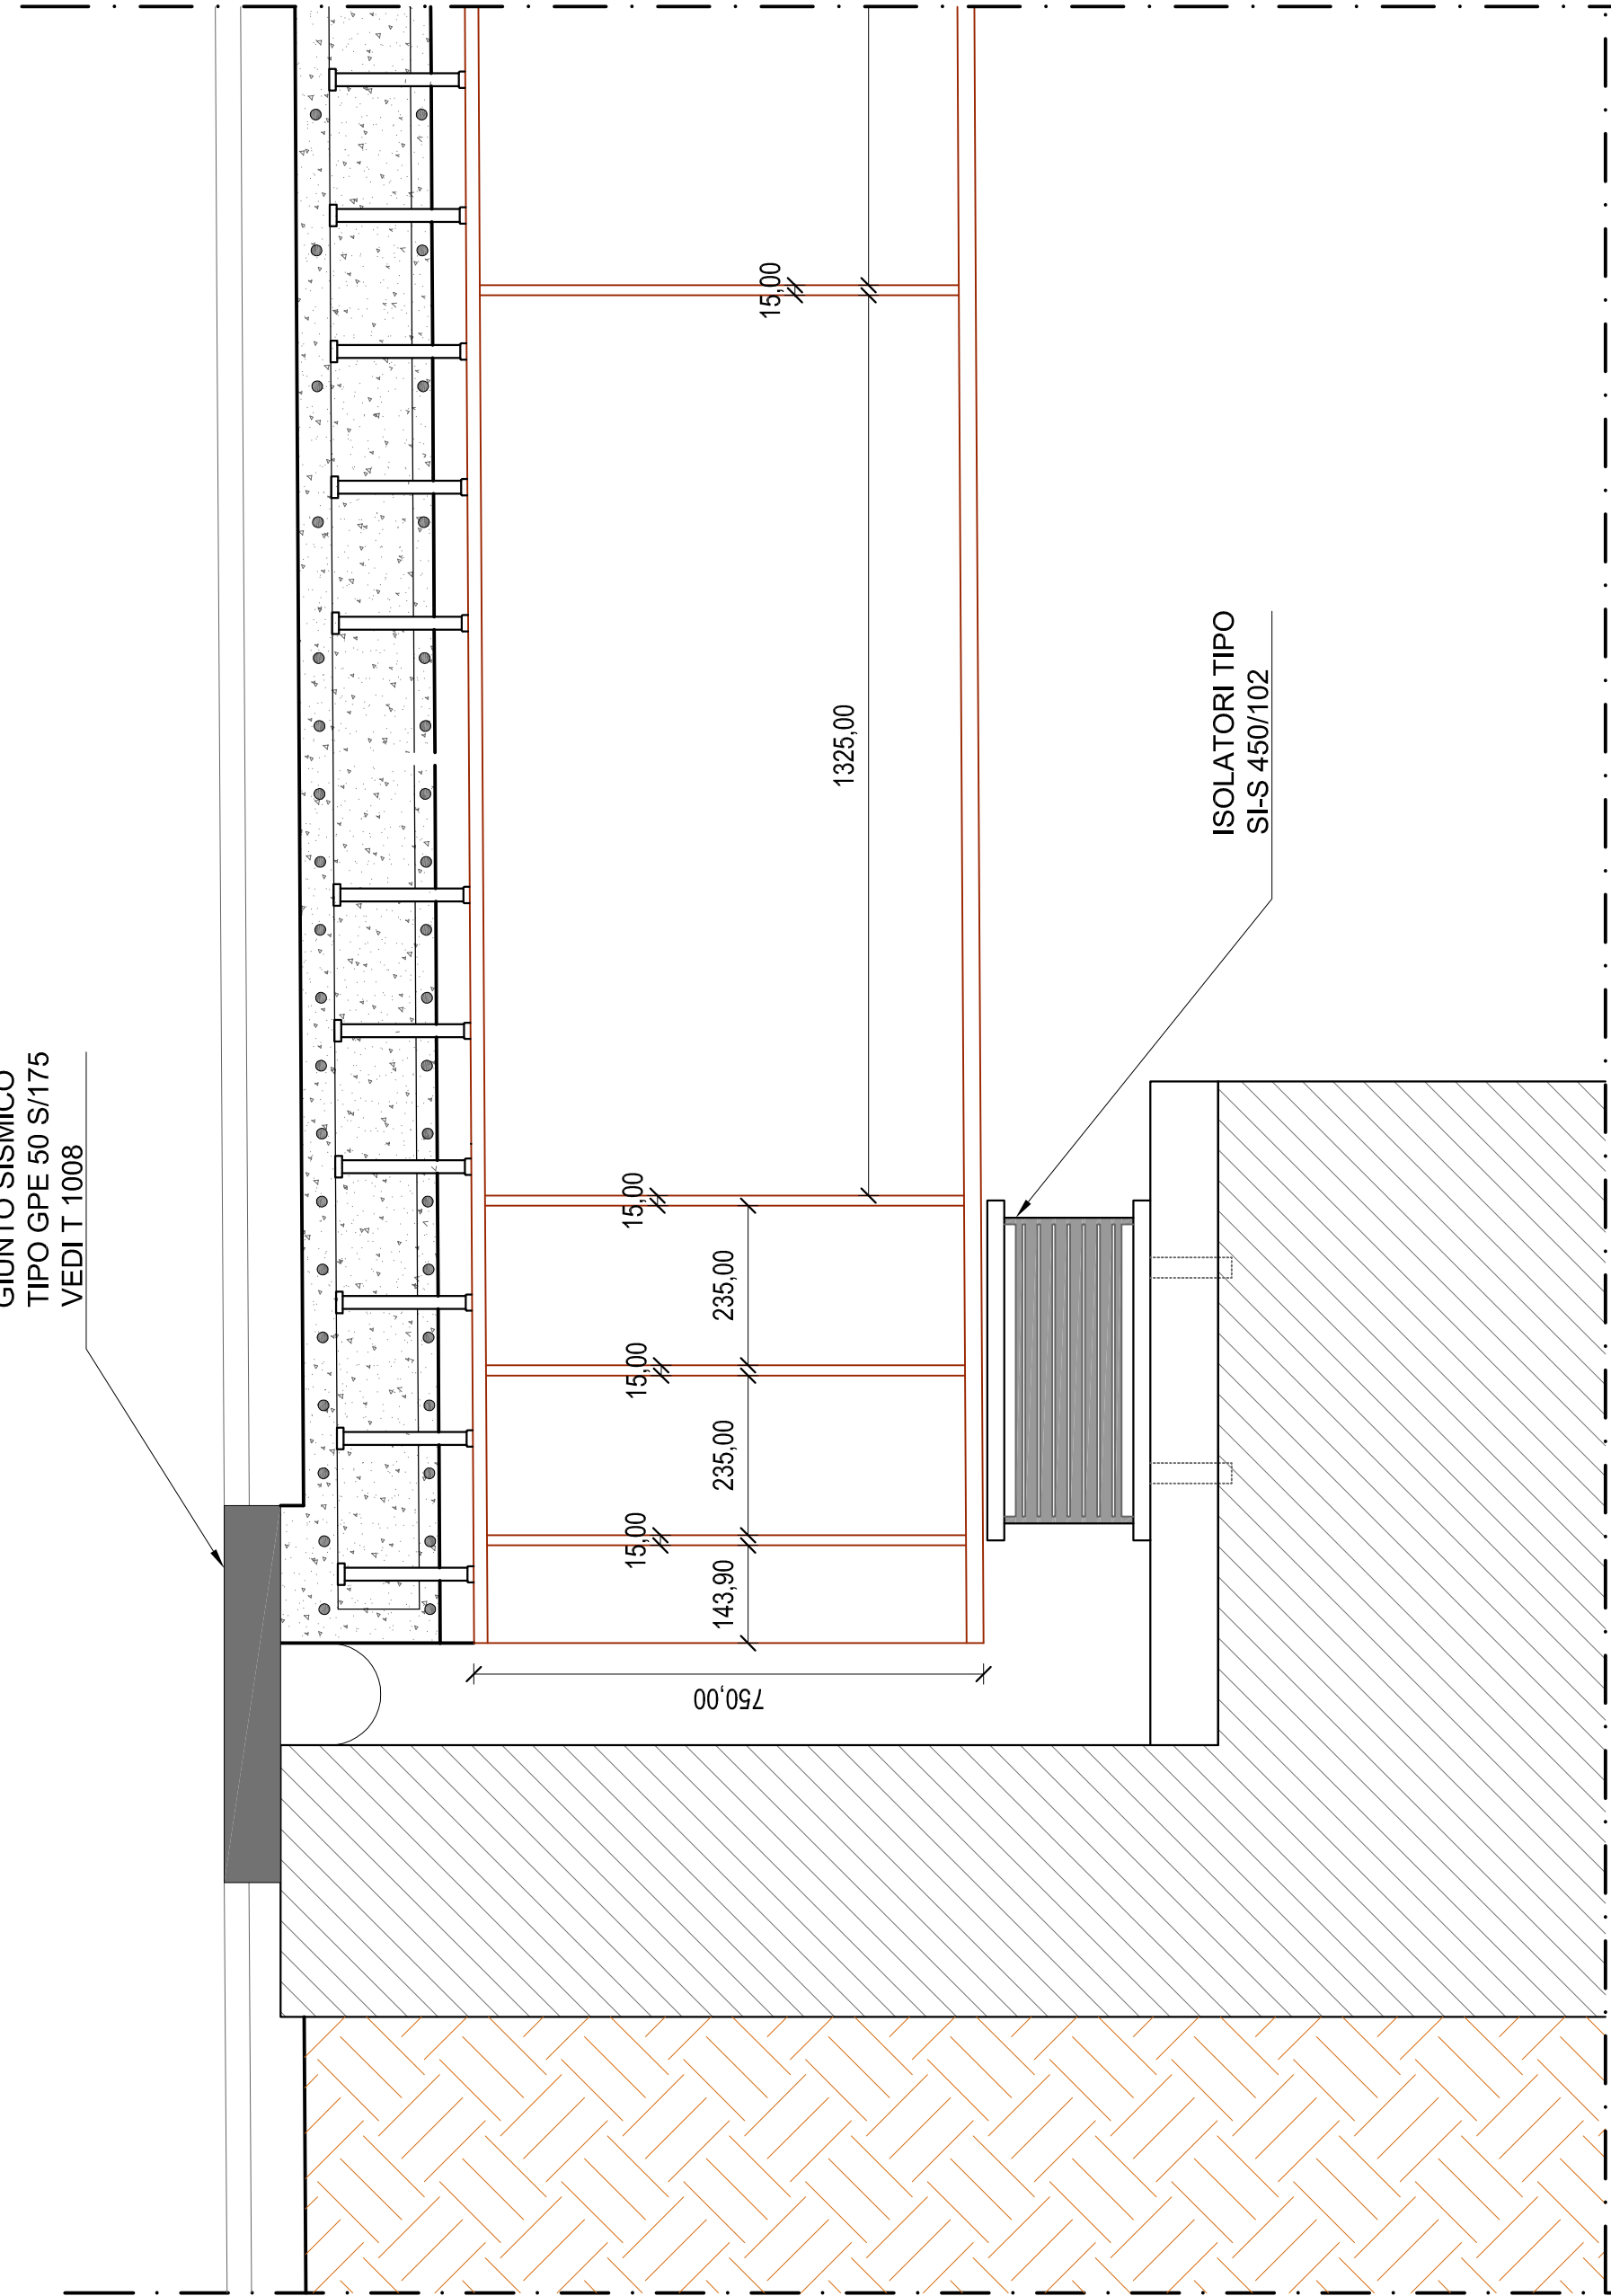 GIUNTO SISMICO
TIPO GPE 50 S/175
VEDI T 1008
ISOLATORI TIPO
SI-S 450/102
750,00
143,90
15,00
235,00
15,00
235,00
15,00
1325,00
15,00